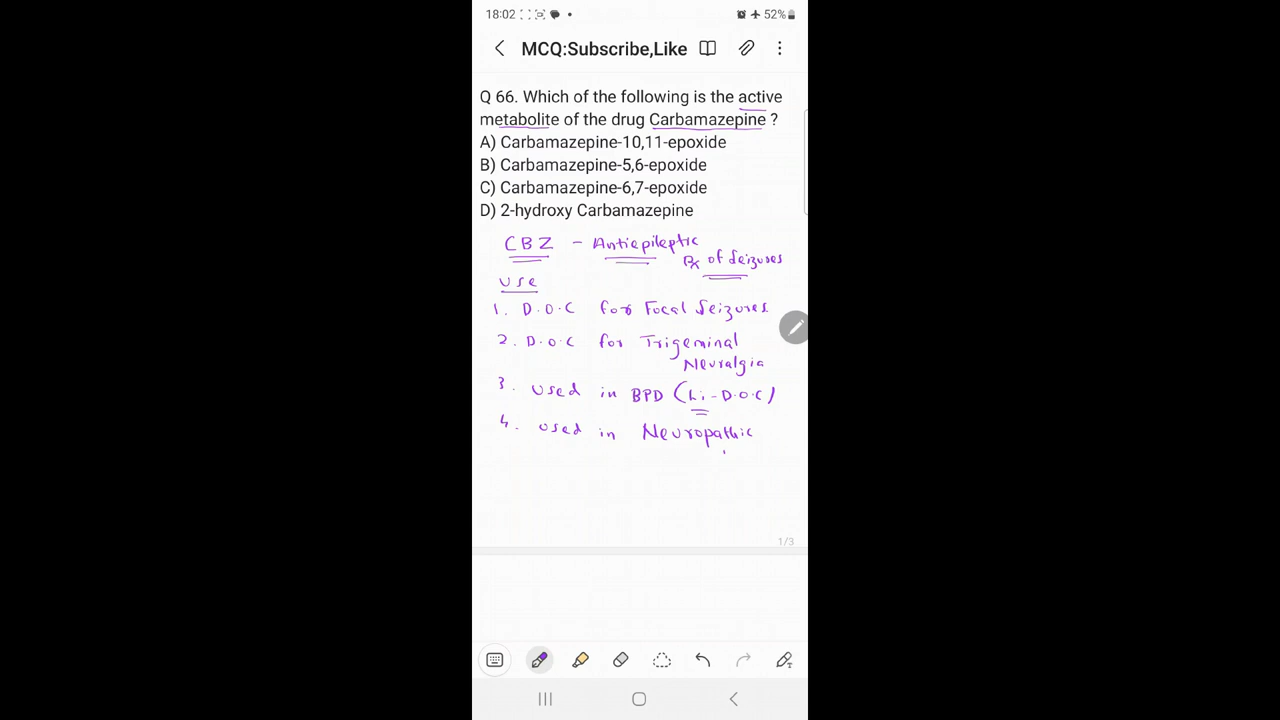 18:02 52%
MCQ:Subscribe,Like
Q 66. Which of the following is the active
metabolite of the drug Carbamazepine ?
A) Carbamazepine-10,11-epoxide
B) Carbamazepine-5,6-epoxide
C) Carbamazepine-6,7-epoxide
D) 2-hydroxy Carbamazepine
CBZ - Antiepileptic
Rx of Seizures
Use
1. D.O.C for Focal Seizures.
2. D.O.C for Trigeminal
Neuralgia
3. Used in BPD (Li-D.O.C)
4. Used in Neuropathic
1/3